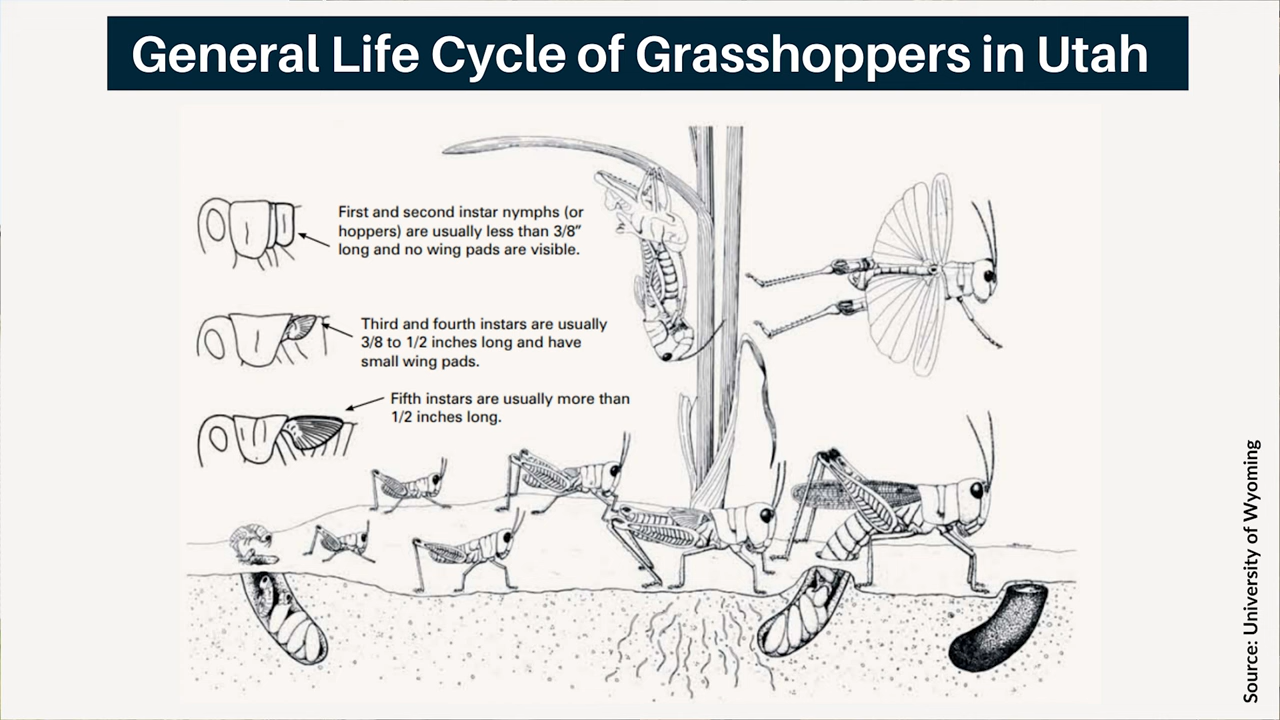 General Life Cycle of Grasshoppers in Utah
First and second instar nymphs (or
hoppers) are usually less than 3/8”
long and no wing pads are visible.
Third and fourth instars are usually
3/8 to 1/2 inches long and have
small wing pads.
Fifth instars are usually more than
1/2 inches long.
Source: University of Wyoming